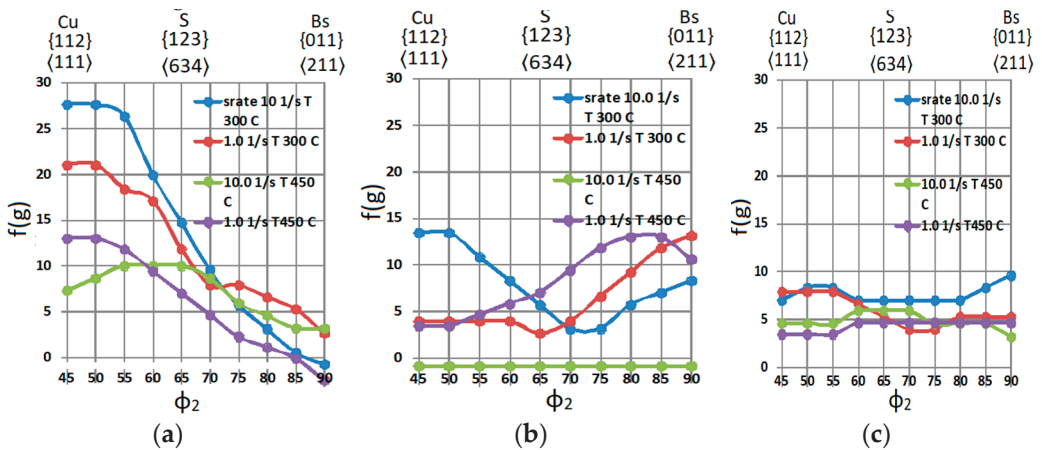 Cu S Bs
{112} {123} {011}
⟨111⟩ ⟨634⟩ ⟨211⟩
30
25
20
15
10
5
0
f(g)
srate 10 1/s T
300 C
1.0 1/s T 300 C
10.0 1/s T 450
C
1.0 1/s T450 C
45 50 55 60 65 70 75 80 85 90
ϕ2
(a)
Cu S Bs
{112} {123} {011}
⟨111⟩ ⟨634⟩ ⟨211⟩
30
25
20
15
10
5
0
f(g)
srate 10.0 1/s
T 300 C
1.0 1/s T 300 C
10.0 1/s T 450
C
1.0 1/s T 450 C
45 50 55 60 65 70 75 80 85 90
ϕ2
(b)
Cu S Bs
{112} {123} {011}
⟨111⟩ ⟨634⟩ ⟨211⟩
30
25
20
15
10
5
0
f(g)
srate 10.0 1/s
T 300 C
1.0 1/s T 300 C
10.0 1/s T 450
C
1.0 1/s T450 C
45 50 55 60 65 70 75 80 85 90
ϕ2
(c)